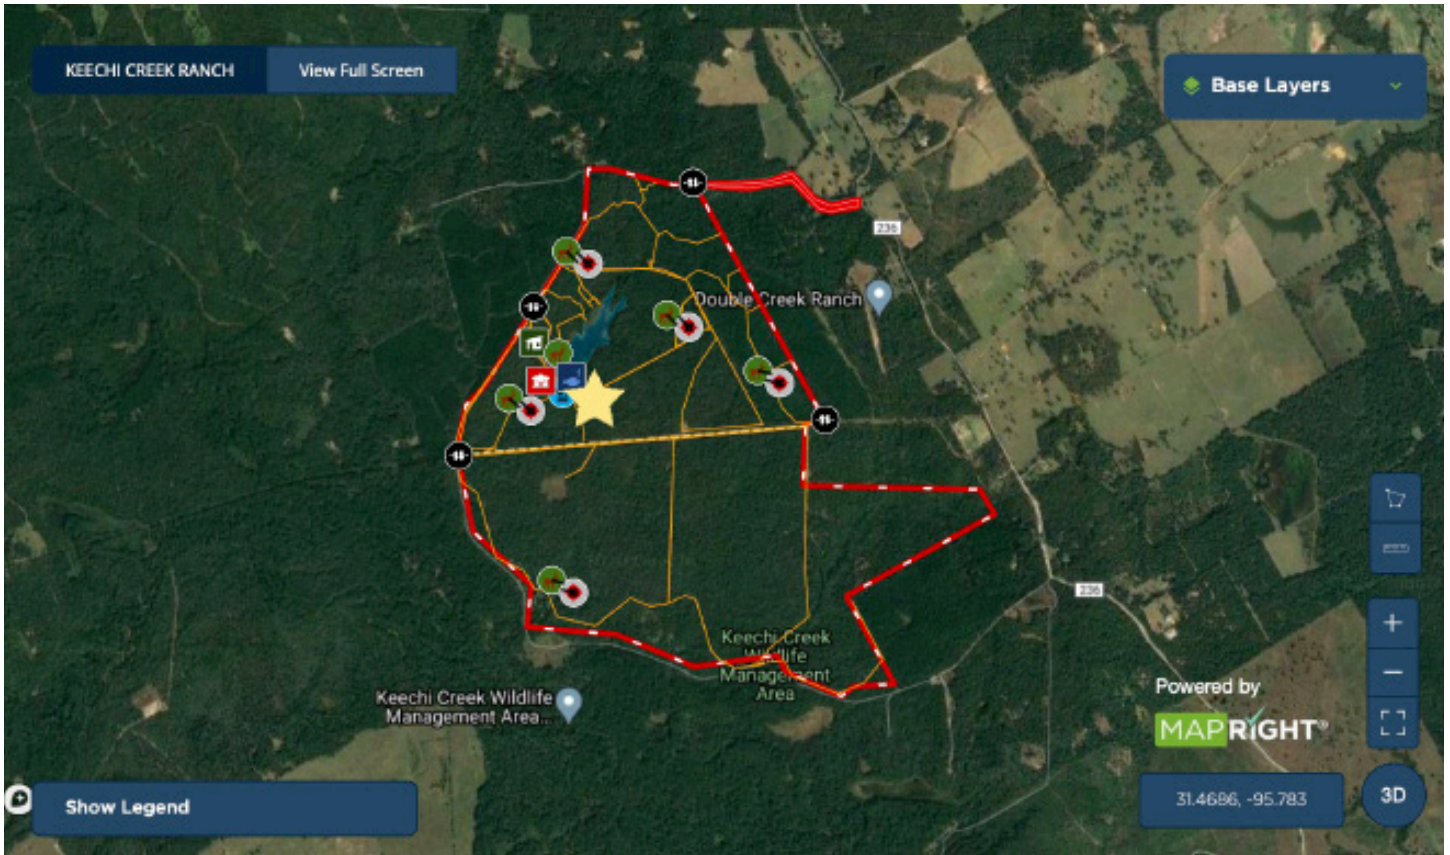 KEECHI CREEK RANCH
View Full Screen
Base Layers
236
Double Creek Ranch
236
Keechi Creek
Wildlife
Management
Area
Keechi Creek Wildlife
Management Area...
Powered by
MAPRIGHT®
Show Legend
31.4686, -95.783
3D